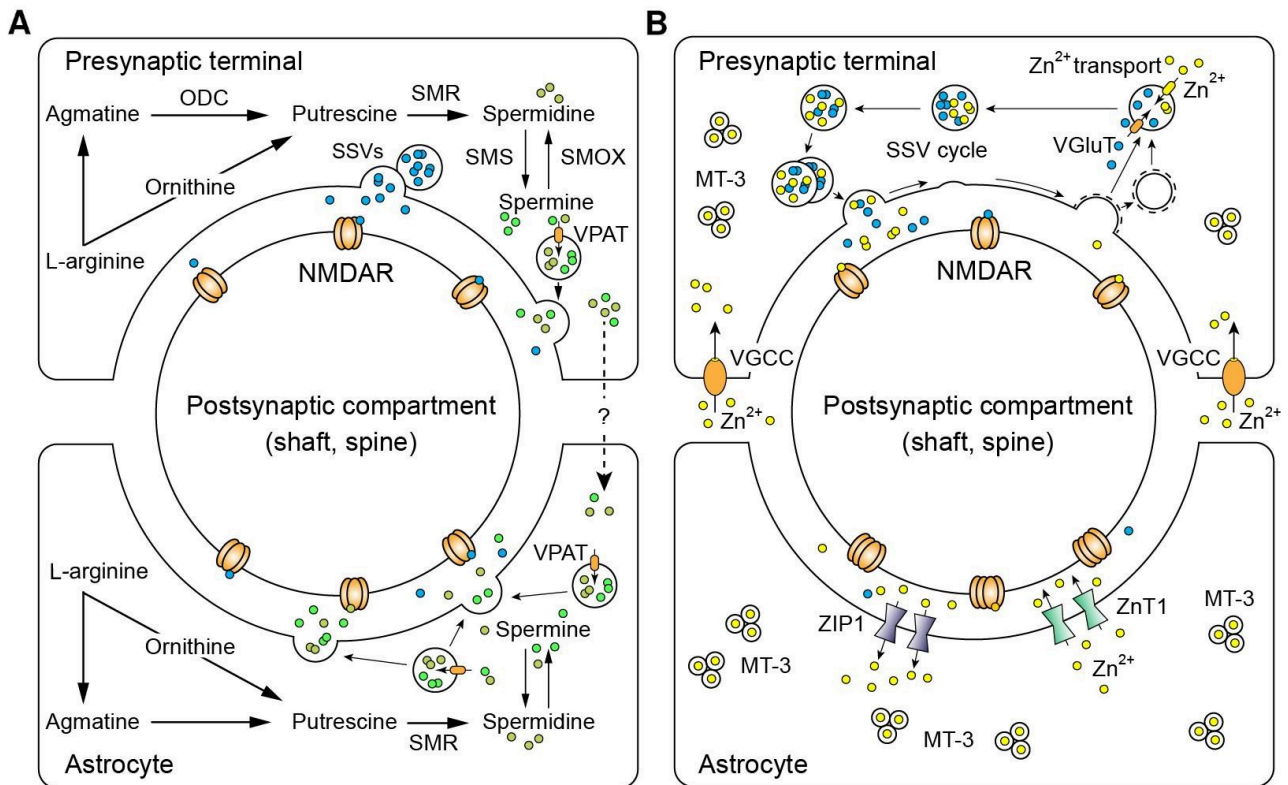 A
Presynaptic terminal
Agmatine
ODC
Putrescine
SMR
Spermidine
SSVs
SMS
SMOX
Ornithine
Spermine
VPAT
L-arginine
NMDAR
Postsynaptic compartment
(shaft, spine)
?
VPAT
L-arginine
Spermine
Ornithine
Agmatine
Putrescine
SMR
Spermidine
Astrocyte
B
Presynaptic terminal
Zn2+ transport
Zn2+
VGluT
SSV cycle
MT-3
NMDAR
VGCC
VGCC
Zn2+
Zn2+
Postsynaptic compartment
(shaft, spine)
ZIP1
ZnT1
MT-3
MT-3
Zn2+
MT-3
Astrocyte